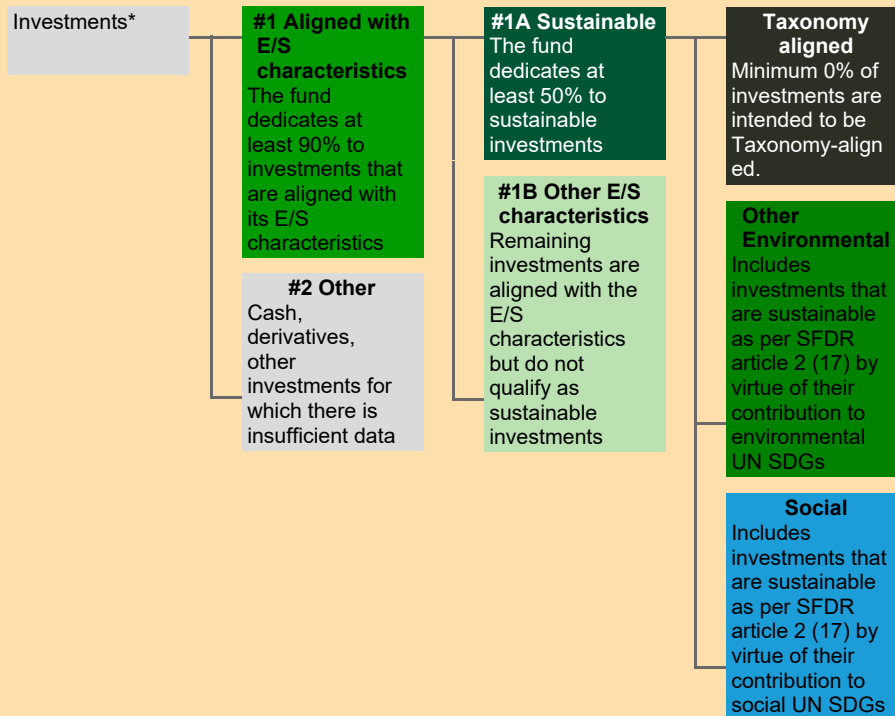 Investments*
#1 Aligned with
E/S
characteristics
The fund
dedicates at
least 90% to
investments that
are aligned with
its E/S
characteristics
#2 Other
Cash,
derivatives,
other
investments for
which there is
insufficient data
#1A Sustainable
The fund
dedicates at
least 50% to
sustainable
investments
#1B Other E/S
characteristics
Remaining
investments are
aligned with the
E/S
characteristics
but do not
qualify as
sustainable
investments
Taxonomy
aligned
Minimum 0% of
investments are
intended to be
Taxonomy-align
ed.
Other
Environmental
Includes
investments that
are sustainable
as per SFDR
article 2 (17) by
virtue of their
contribution to
environmental
UN SDGs
Social
Includes
investments that
are sustainable
as per SFDR
article 2 (17) by
virtue of their
contribution to
social UN SDGs